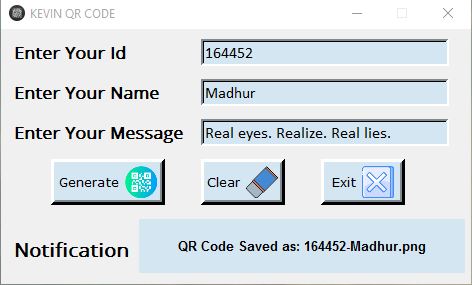 KEVIN QR CODE
Enter Your Id 164452
Enter Your Name Madhur
Enter Your Message Real eyes. Realize. Real lies.
Generate Clear Exit
Notification QR Code Saved as: 164452-Madhur.png